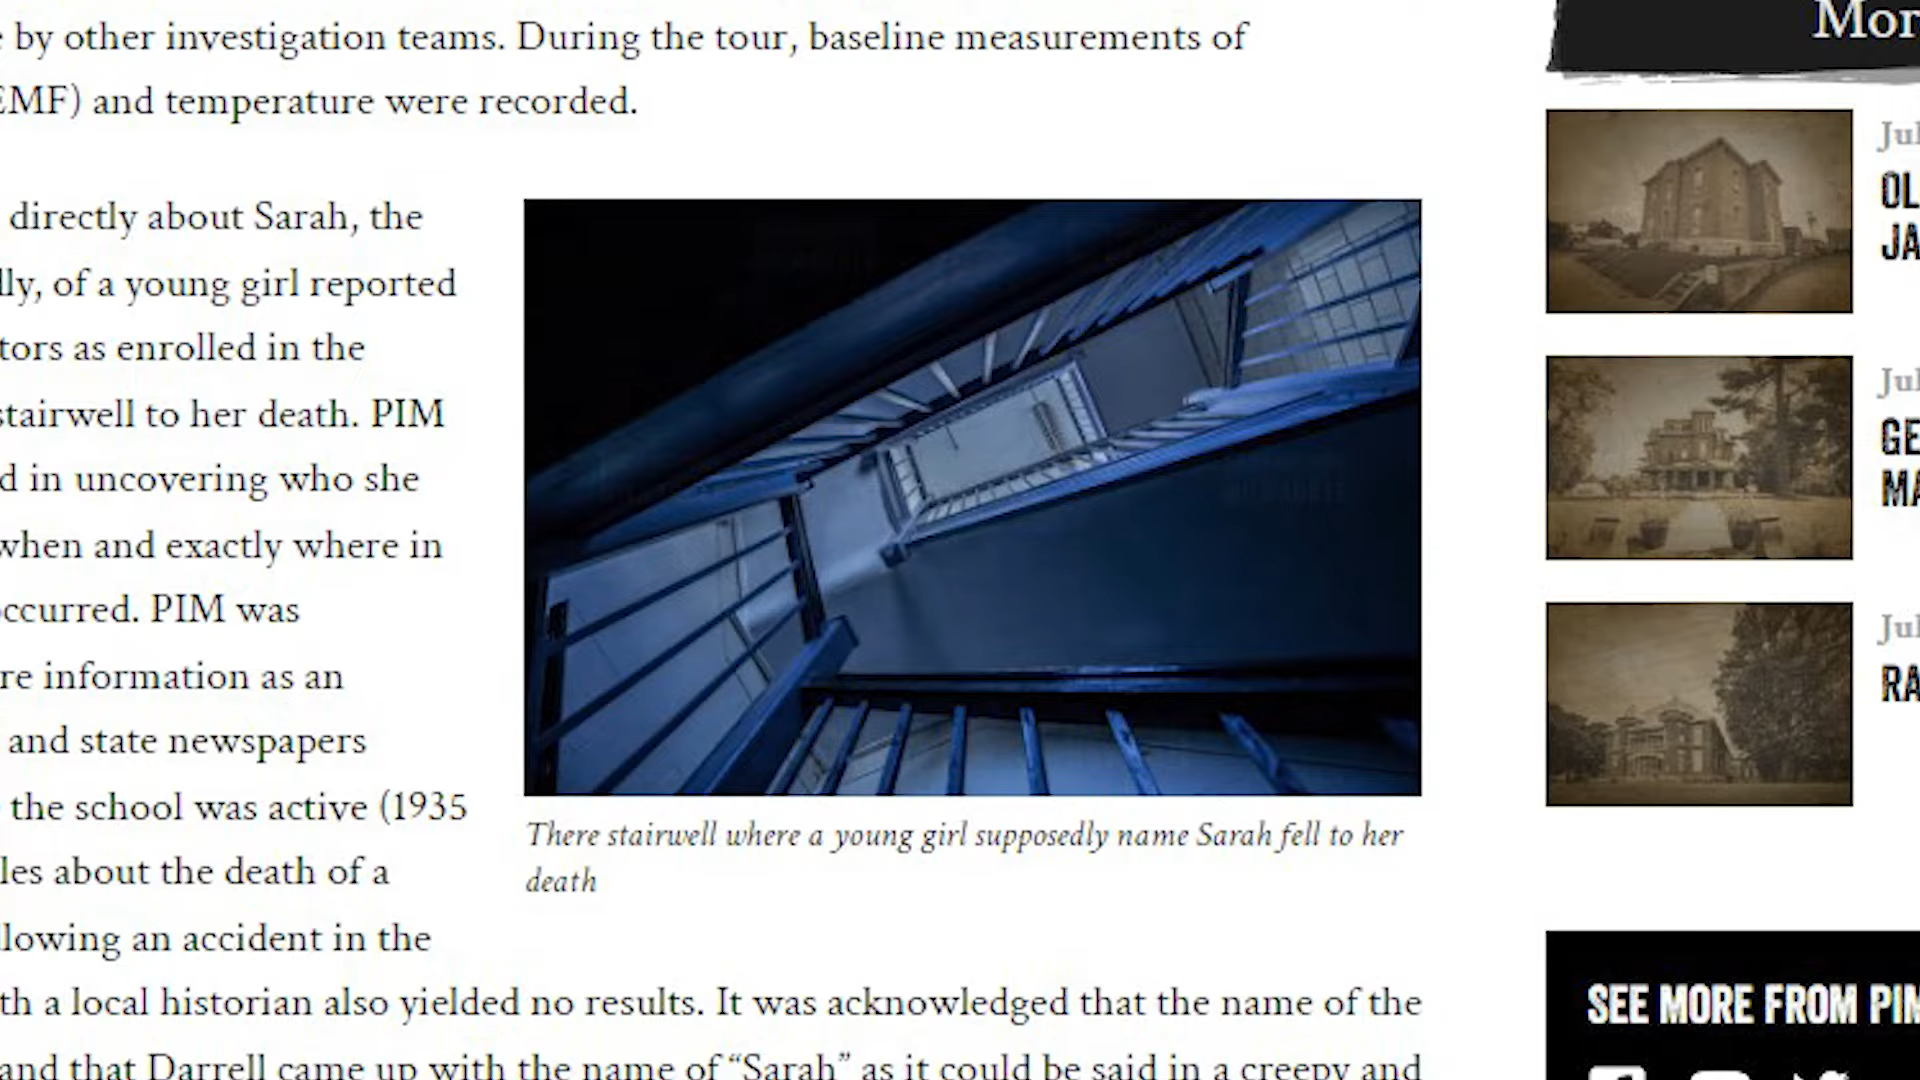 by other investigation teams. During the tour, baseline measurements of
EMF) and temperature were recorded.
directly about Sarah, the
lly, of a young girl reported
tors as enrolled in the
stairwell to her death. PIM
d in uncovering who she
when and exactly where in
occurred. PIM was
re information as an
and state newspapers
the school was active (1935
les about the death of a
llowing an accident in the
th a local historian also yielded no results. It was acknowledged that the name of the
and that Darrell came up with the name of “Sarah” as it could be said in a creepy and
There stairwell where a young girl supposedly name Sarah fell to her
death
Mor
Jul
OL
JA
Jul
GE
MA
Jul
RA
SEE MORE FROM PIM